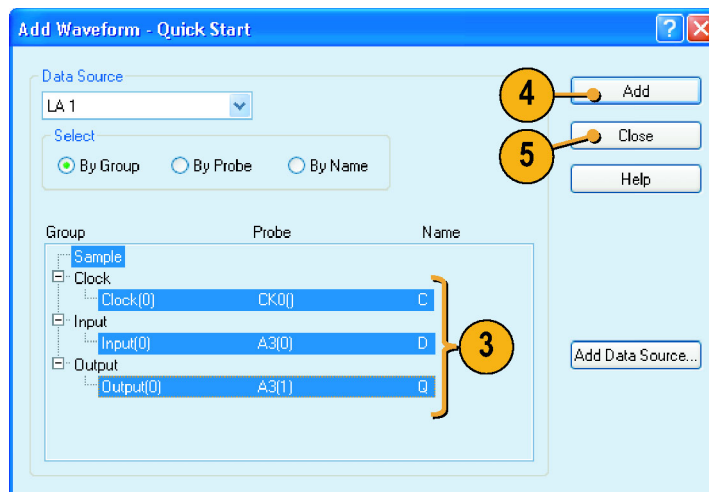 Add Waveform - Quick Start
?
Data Source
LA 1
4
Add
Select
By Group By Probe By Name
5
Close
Help
Group Probe Name
Sample
Clock
Clock(0) CK0() C
Input
Input(0) A3(0) D
3
Add Data Source...
Output
Output(0) A3(1) Q